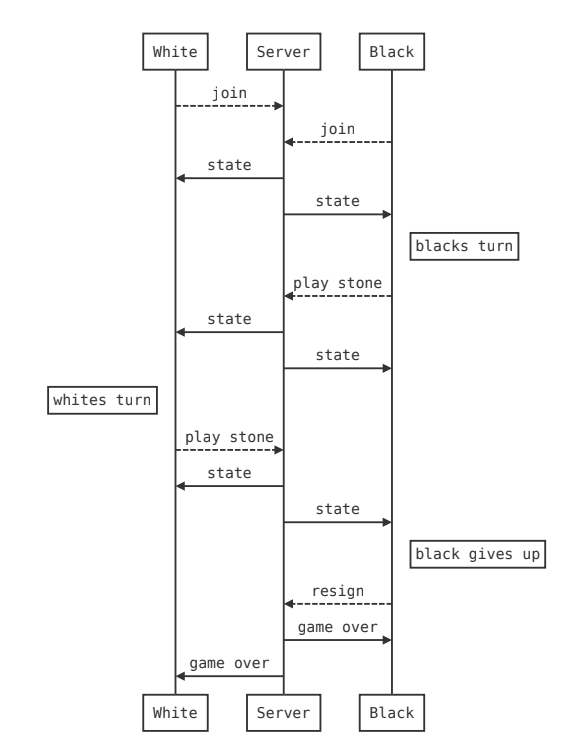 White Server Black
join
join
state
state
blacks turn
play stone
state
state
whites turn
play stone
state
state
black gives up
resign
game over
game over
White Server Black